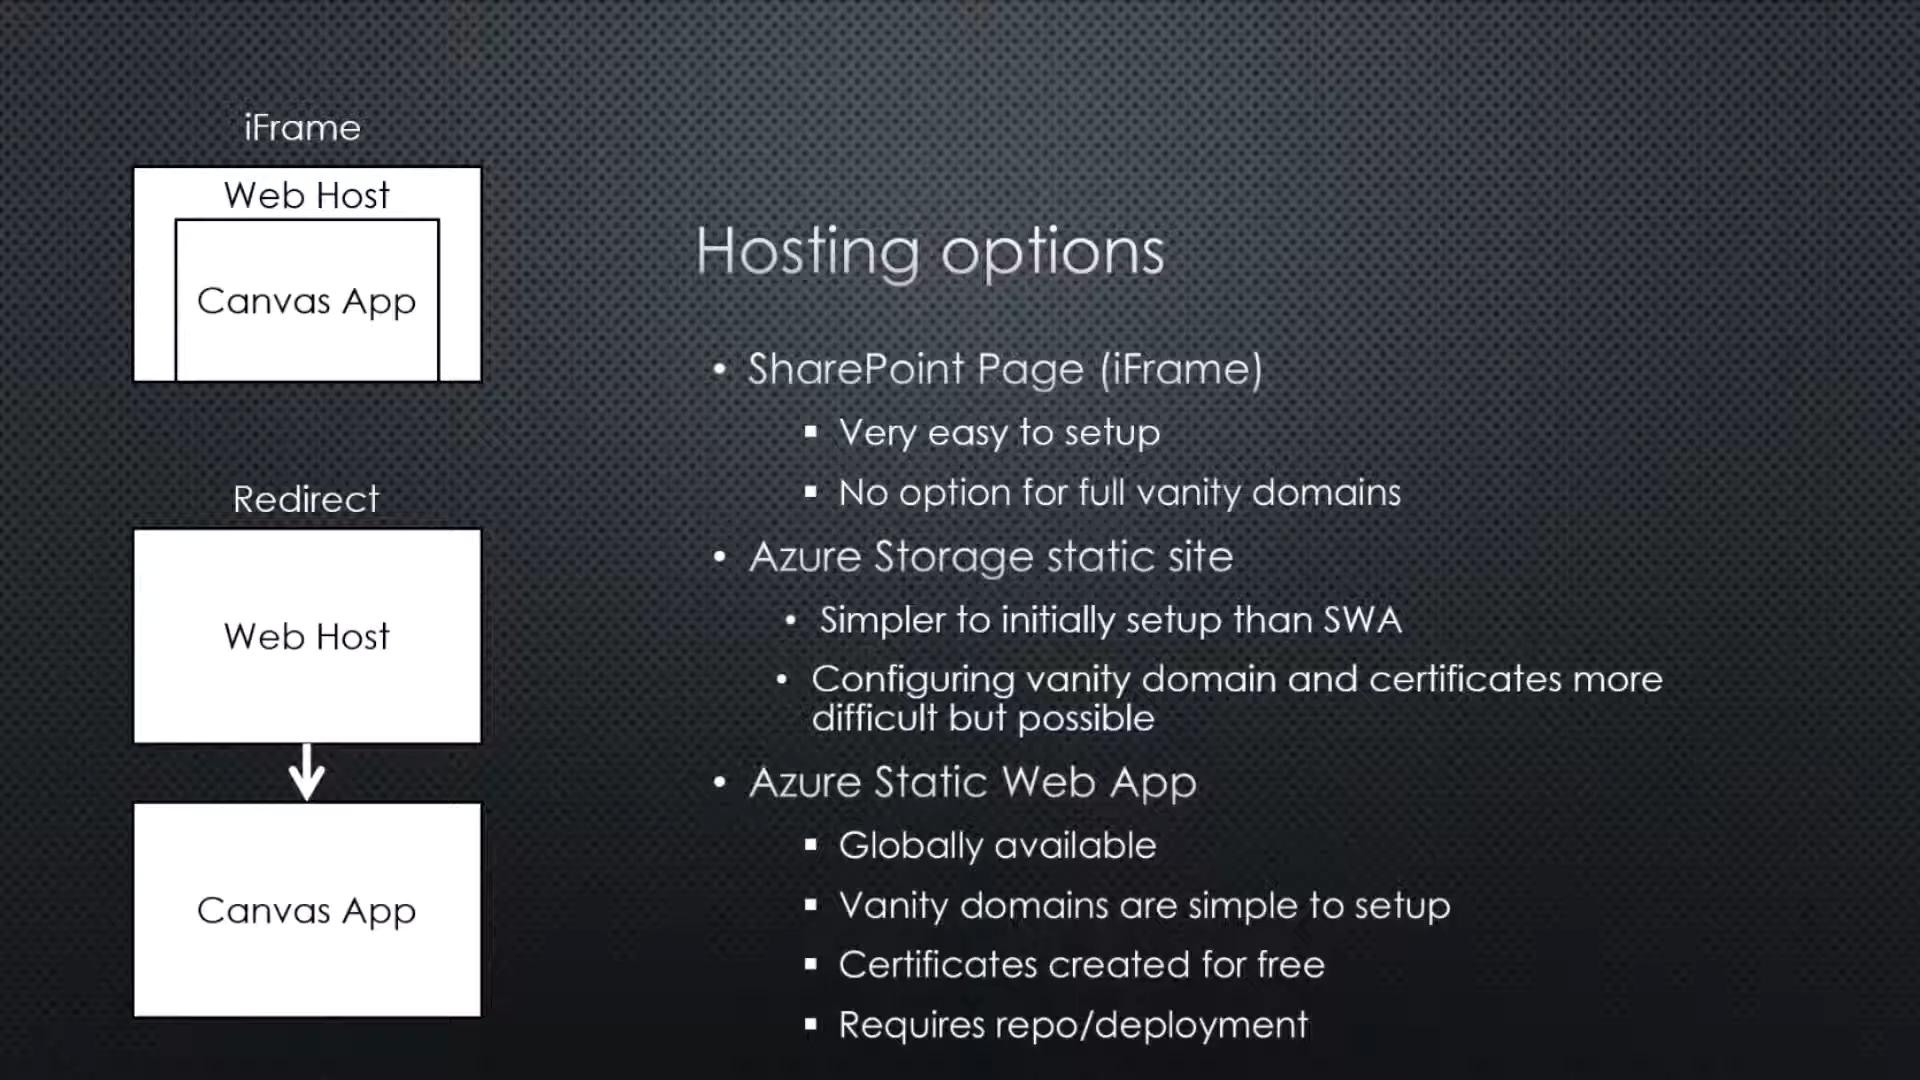 iFrame
Web Host
Canvas App
Redirect
Web Host
Canvas App
Hosting options
• SharePoint Page (iFrame)
▪ Very easy to setup
▪ No option for full vanity domains
• Azure Storage static site
• Simpler to initially setup than SWA
• Configuring vanity domain and certificates more
difficult but possible
• Azure Static Web App
▪ Globally available
▪ Vanity domains are simple to setup
▪ Certificates created for free
▪ Requires repo/deployment